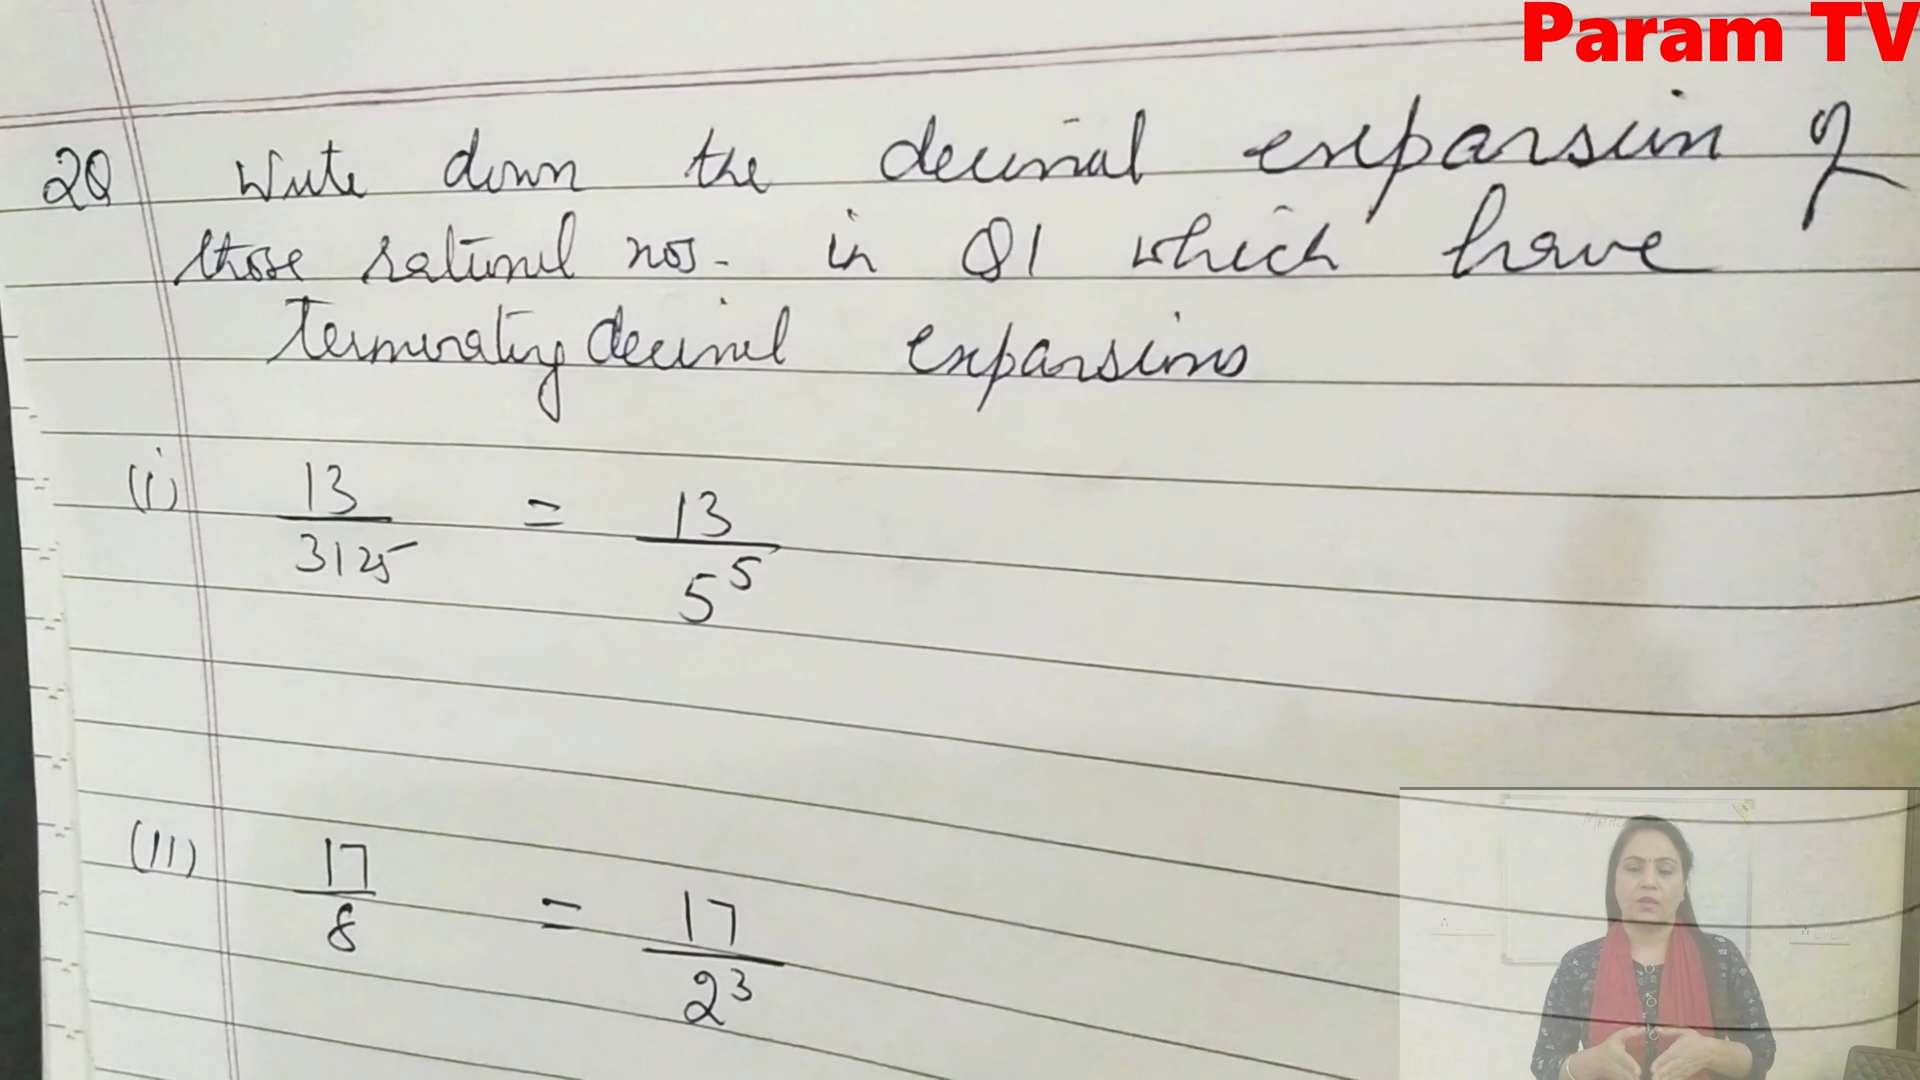 Param TV
2Q Write down the decimal expansion of
those rational nos. in Q1 which have
terminating decimal expansions
(i) 13/3125 = 13/5^5
(ii) 17/8 = 17/2^3